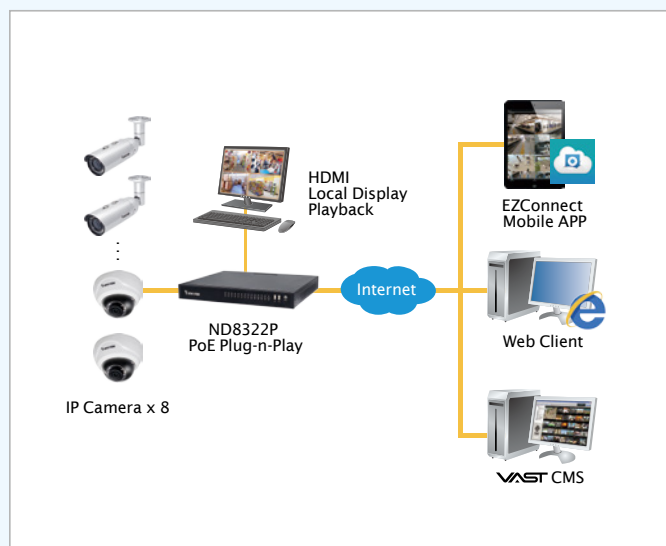 HDMI
Local Display
Playback
EZConnect
Mobile APP
Internet
ND8322P
PoE Plug-n-Play
Web Client
IP Camera x 8
VAST CMS